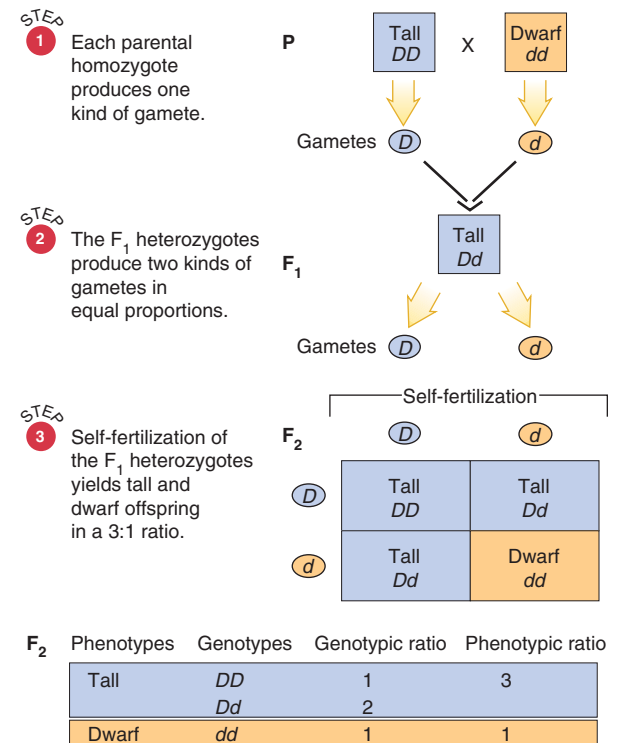 STEP
1
Each parental
homozygote
produces one
kind of gamete.
P
Tall
DD
X
Dwarf
dd
Gametes D d
STEP
2
The F1 heterozygotes
produce two kinds of
gametes in
equal proportions.
F1
Tall
Dd
Gametes D d
STEP
3
Self-fertilization of
the F1 heterozygotes
yields tall and
dwarf offspring
in a 3:1 ratio.
Self-fertilization
F2 D d
D
Tall
DD
Tall
Dd
d
Tall
Dd
Dwarf
dd
F2 Phenotypes Genotypes Genotypic ratio Phenotypic ratio
Tall DD 1 3
Dd 2
Dwarf dd 1 1